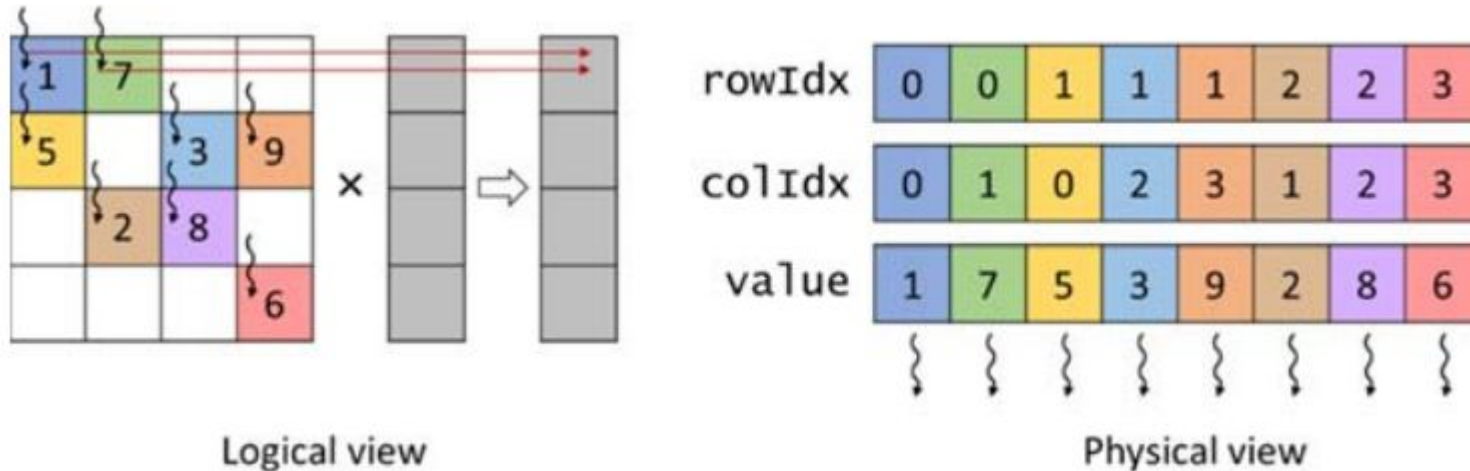 1 7
5 3 9
×
2 8
6
Logical view
rowIdx 0 0 1 1 1 2 2 3
colIdx 0 1 0 2 3 1 2 3
value 1 7 5 3 9 2 8 6
Physical view